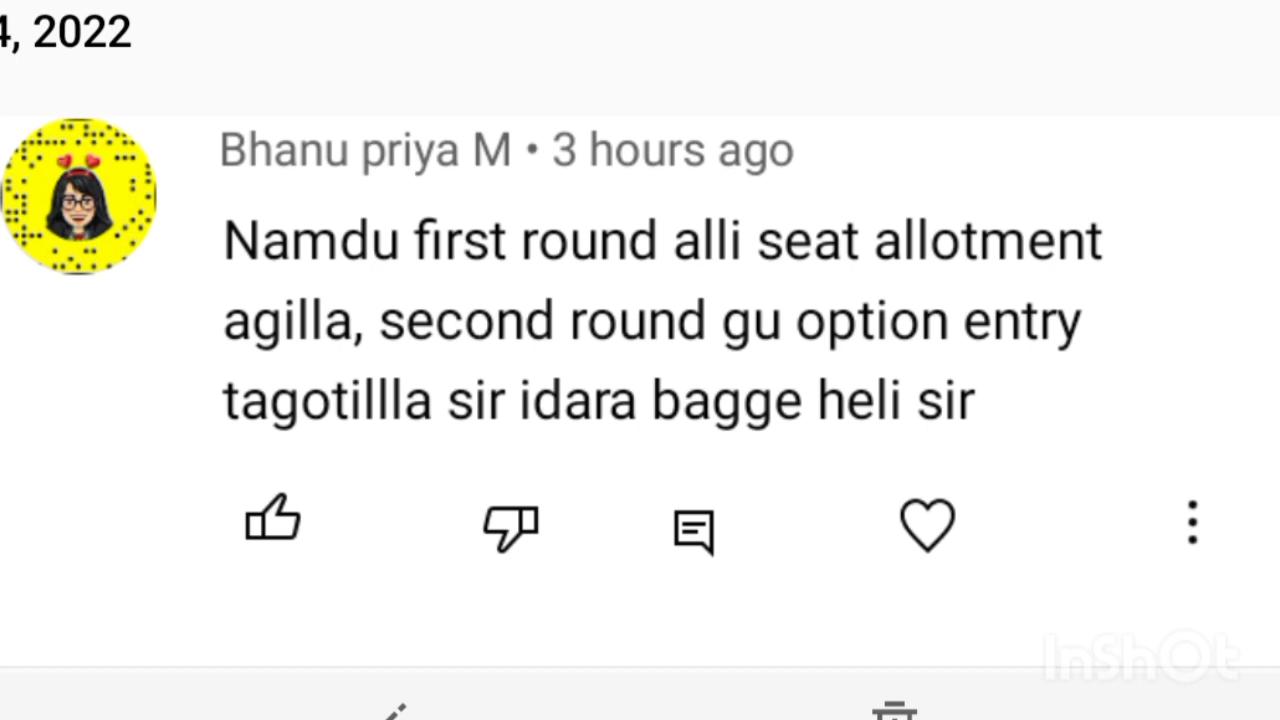 4, 2022
Bhanu priya M • 3 hours ago
Namdu first round alli seat allotment
agilla, second round gu option entry
tagotillla sir idara bagge heli sir
InShOt